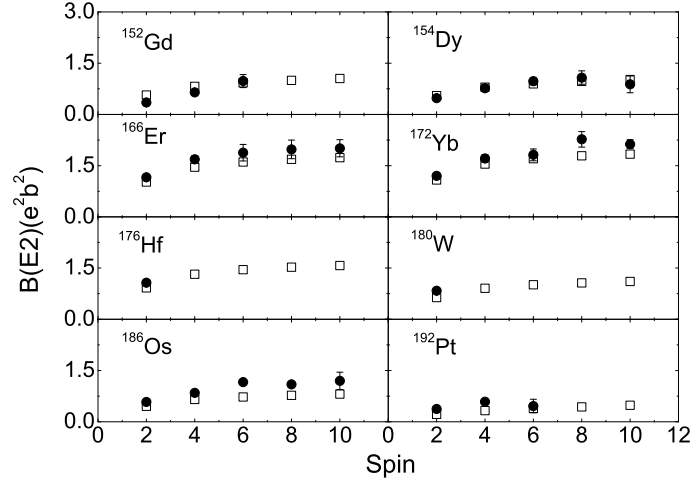 3.0
¹⁵²Gd
¹⁵⁴Dy
1.5
0.0
¹⁶⁶Er
¹⁷²Yb
1.5
0.0
¹⁷⁶Hf
¹⁸⁰W
1.5
0.0
¹⁸⁶Os
¹⁹²Pt
1.5
0.0
B(E2)(e²b²)
0 2 4 6 8 10 0 2 4 6 8 10 12
Spin